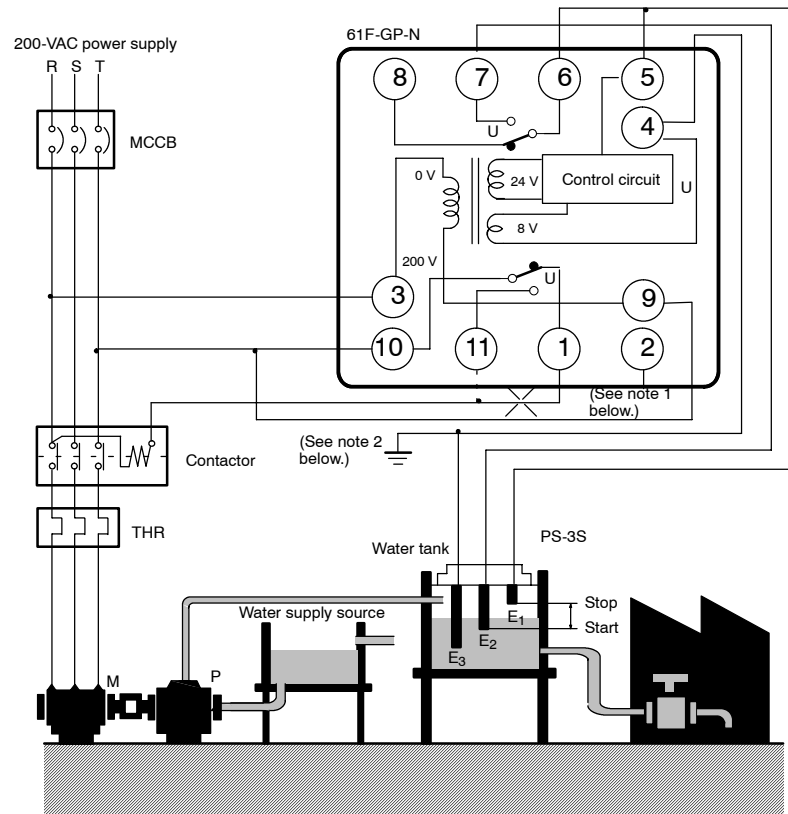 200-VAC power supply
R S T
MCCB
61F-GP-N
8 7 6 5
4
U
0 V
24 V
Control circuit
U
8 V
200 V
U
3
9
10 11 1 2
(See note 1
below.)
(See note 2
below.)
Contactor
THR
PS-3S
Water tank
Water supply source
Stop
E1
Start
E2
E3
M
P